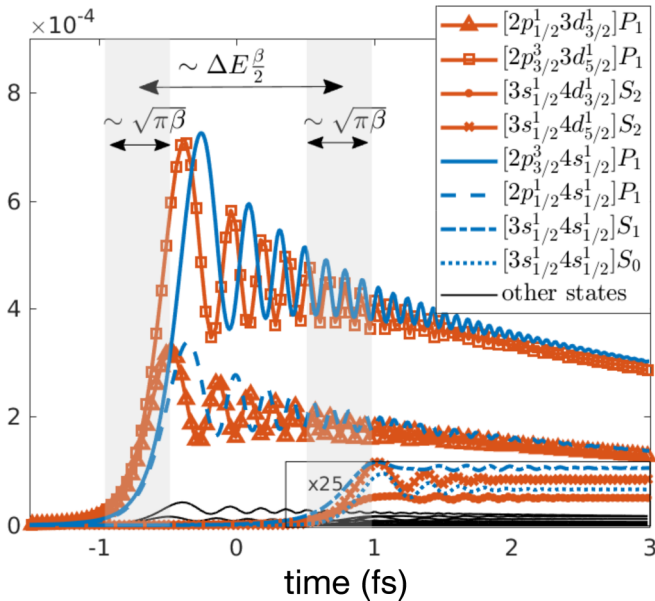 ×10⁻⁴
8
6
4
2
0
-1
0
1
2
3
time (fs)
∼ ΔE β/2
∼ √πβ
∼ √πβ
x25
[2p¹₁/₂3d¹₃/₂]P₁
[2p³₃/₂3d¹₅/₂]P₁
[3s¹₁/₂4d¹₃/₂]S₂
[3s¹₁/₂4d¹₅/₂]S₂
[2p³₃/₂4s¹₁/₂]P₁
[2p¹₁/₂4s¹₁/₂]P₁
[3s¹₁/₂4s¹₁/₂]S₁
[3s¹₁/₂4s¹₁/₂]S₀
other states